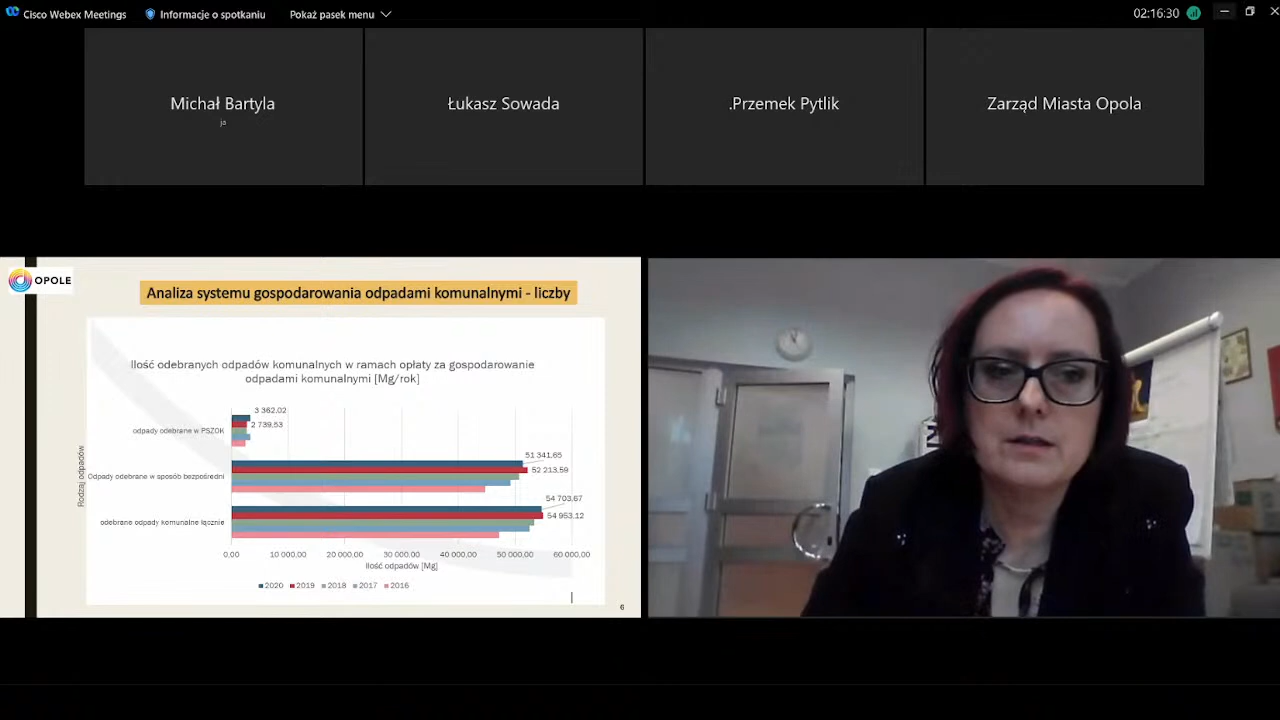 Cisco Webex Meetings
Informacje o spotkaniu
Pokaż pasek menu
02:16:30
Michał Bartyla
ja
Łukasz Sowada
.Przemek Pytlik
Zarząd Miasta Opola
OPOLE
Analiza systemu gospodarowania odpadami komunalnymi - liczby
Ilość odebranych odpadów komunalnych w ramach opłaty za gospodarowanie
odpadami komunalnymi [Mg/rok]
Rodzaj odpadów
odpady odebrane w PSZOK
3 362,02
2 739,53
Odpady odebrane w sposób bezpośredni
51 341,65
52 213,59
odebrane odpady komunalne łącznie
54 703,67
54 953,12
0,00 10 000,00 20 000,00 30 000,00 40 000,00 50 000,00 60 000,00
Ilość odpadów [Mg]
2020 2019 2018 2017 2016
6